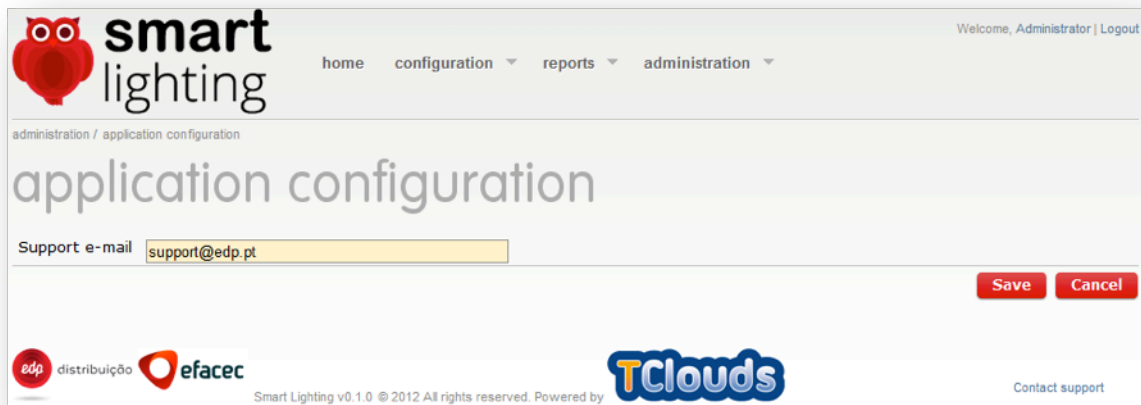 smart
lighting
Welcome, Administrator | Logout
home configuration reports administration
administration / application configuration
application configuration
Support e-mail support@edp.pt
Save Cancel
edp distribuição efacec
Smart Lighting v0.1.0 © 2012 All rights reserved. Powered by TClouds
Contact support